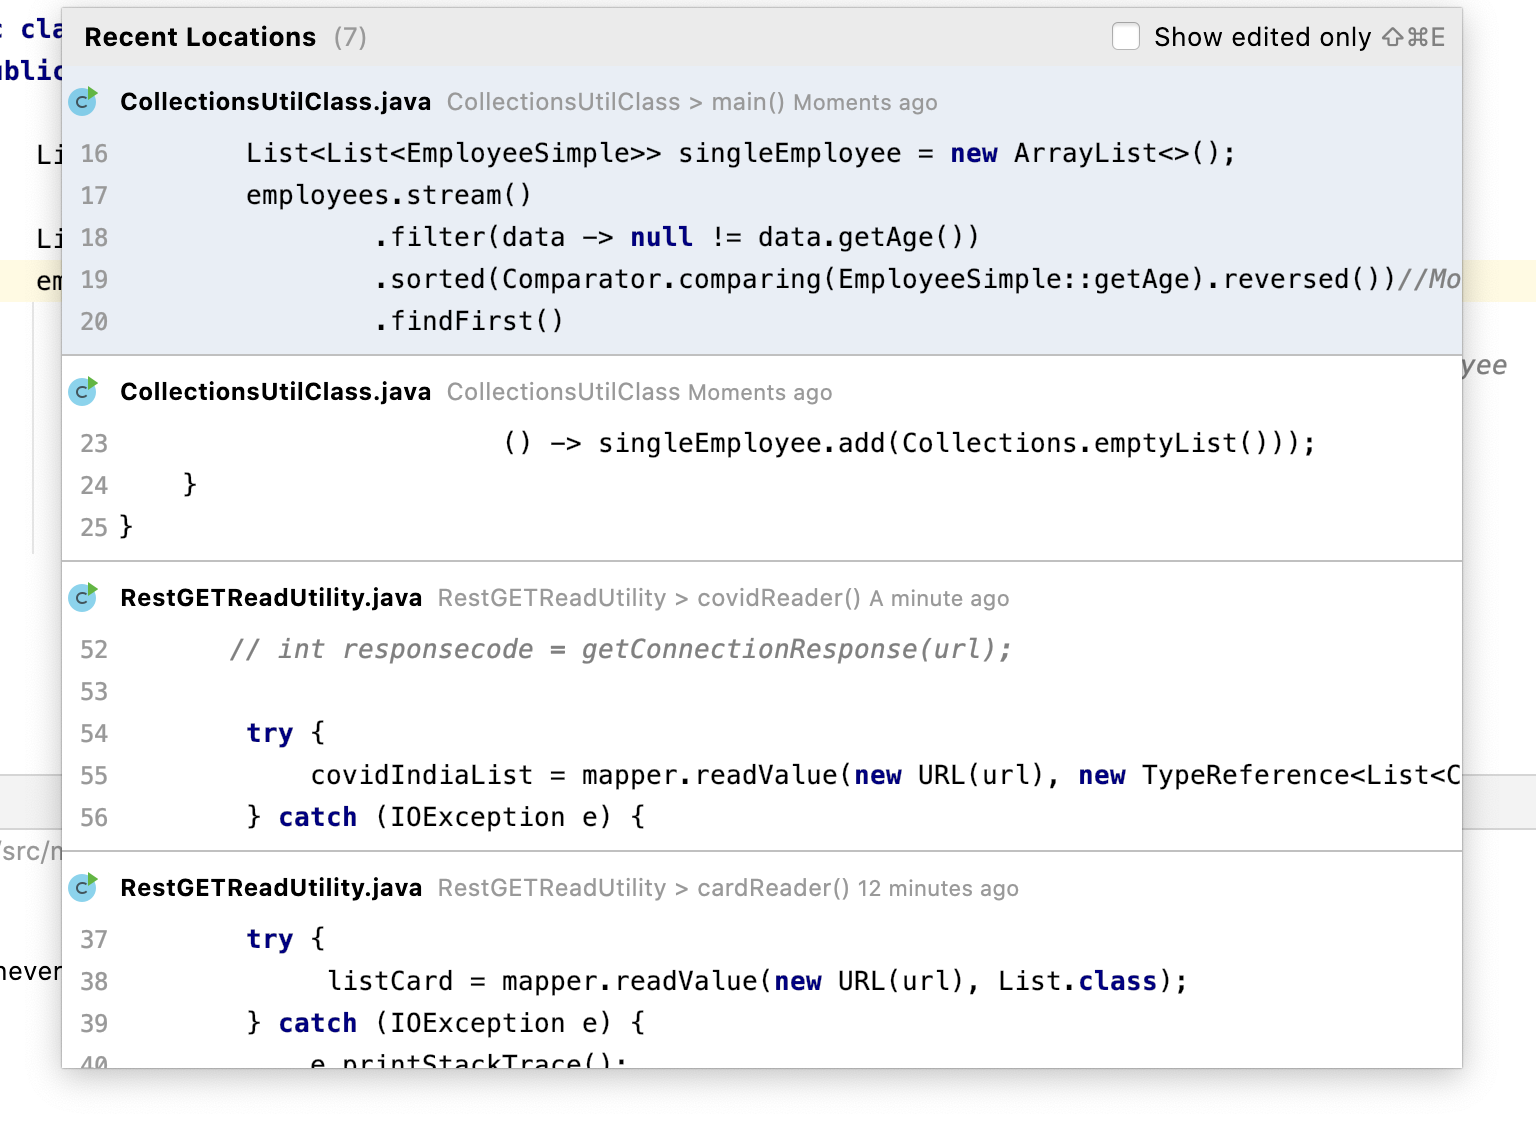 Recent Locations (7) Show edited only ⇧⌘E
CollectionsUtilClass.java CollectionsUtilClass > main() Moments ago
16 List<List<EmployeeSimple>> singleEmployee = new ArrayList<>();
17 employees.stream()
18 .filter(data -> null != data.getAge())
19 .sorted(Comparator.comparing(EmployeeSimple::getAge).reversed())//Mo
20 .findFirst()
CollectionsUtilClass.java CollectionsUtilClass Moments ago
23 () -> singleEmployee.add(Collections.emptyList()));
24 }
25 }
RestGETReadUtility.java RestGETReadUtility > covidReader() A minute ago
52 // int responsecode = getConnectionResponse(url);
53
54 try {
55 covidIndiaList = mapper.readValue(new URL(url), new TypeReference<List<C
56 } catch (IOException e) {
RestGETReadUtility.java RestGETReadUtility > cardReader() 12 minutes ago
37 try {
38 listCard = mapper.readValue(new URL(url), List.class);
39 } catch (IOException e) {
40 e.printStackTrace();
c cla
ublic
Li
Li
em
yee
/src/m
never